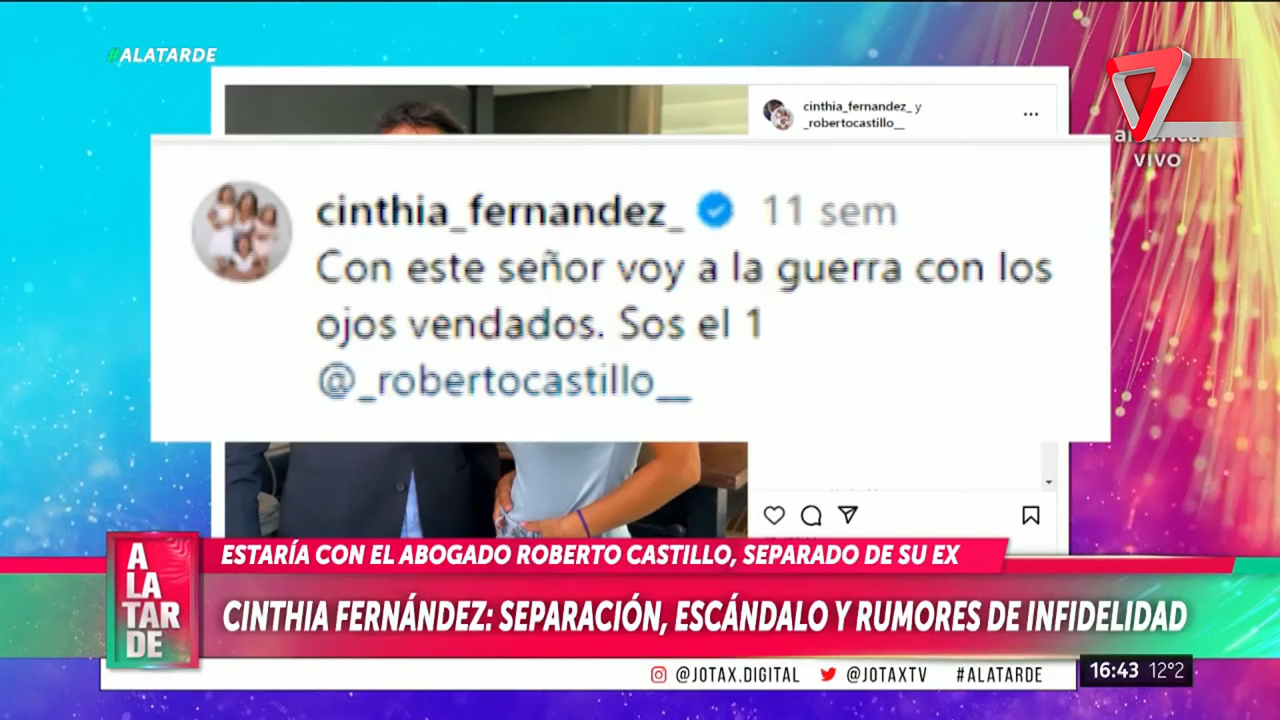 #ALATARDE
cinthia_fernandez_ y
_robertocastillo__
VIVO
cinthia_fernandez_ 11 sem
Con este señor voy a la guerra con los
ojos vendados. Sos el 1
@_robertocastillo__
A
LA
TAR
DE
ESTARÍA CON EL ABOGADO ROBERTO CASTILLO, SEPARADO DE SU EX
CINTHIA FERNÁNDEZ: SEPARACIÓN, ESCÁNDALO Y RUMORES DE INFIDELIDAD
@JOTAX.DIGITAL @JOTAXTV #ALATARDE
16:43 12°2